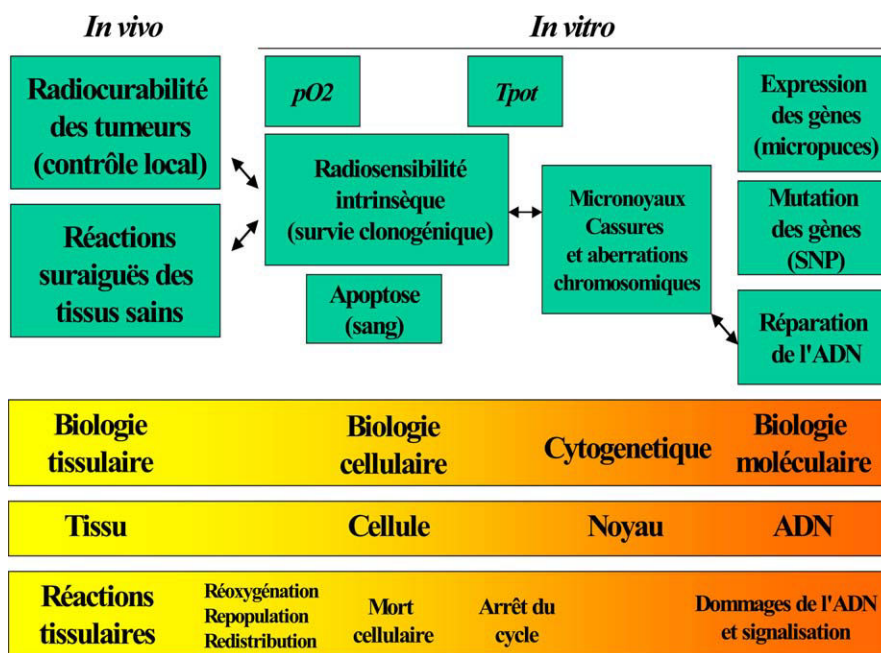 In vivo
In vitro
Radiocurabilité
des tumeurs
(contrôle local)
pO2
Tpot
Expression
des gènes
(micropuces)
Radiosensibilité
intrinsèque
(survie clonogénique)
Micronoyaux
Cassures
et aberrations
chromosomiques
Mutation
des gènes
(SNP)
Réactions
suraiguës des
tissus sains
Apoptose
(sang)
Réparation
de l'ADN
Biologie
tissulaire
Biologie
cellulaire
Cytogenetique
Biologie
moléculaire
Tissu
Cellule
Noyau
ADN
Réactions
tissulaires
Réoxygénation
Repopulation
Redistribution
Mort
cellulaire
Arrêt du
cycle
Dommages de l'ADN
et signalisation